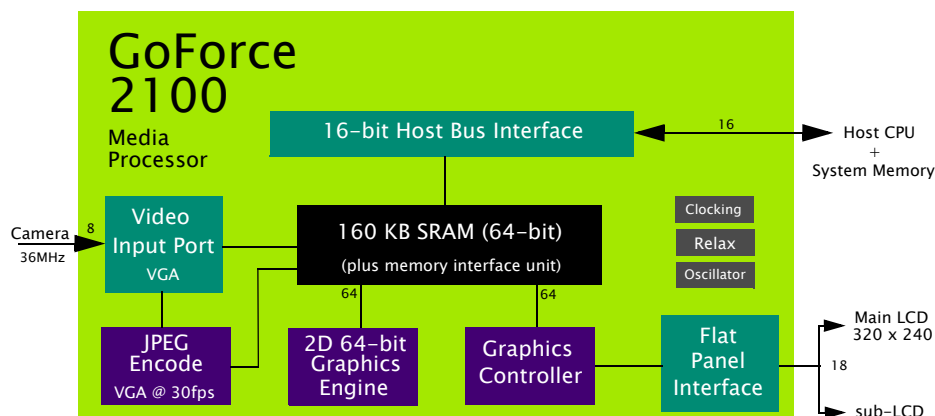 GoForce
2100
Media
Processor
16-bit Host Bus Interface
16
Host CPU
+
System Memory
Video
Input Port
VGA
8
Camera
36MHz
160 KB SRAM (64-bit)
(plus memory interface unit)
Clocking
Relax
Oscillator
64
64
JPEG
Encode
VGA @ 30fps
2D 64-bit
Graphics
Engine
Graphics
Controller
Flat
Panel
Interface
Main LCD
320 x 240
18
sub-LCD